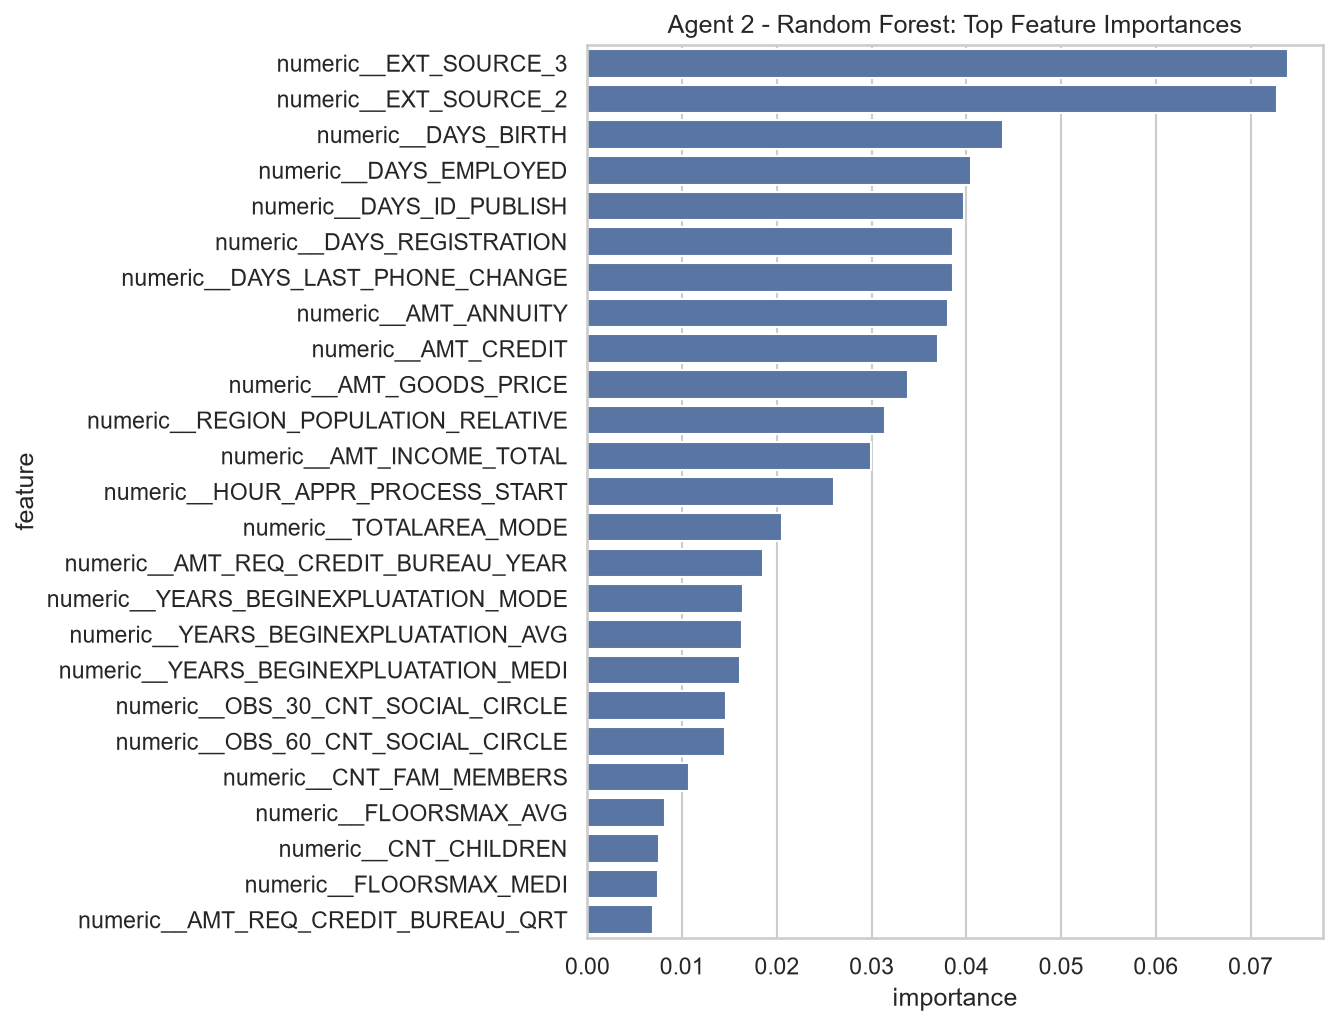 Agent 2 - Random Forest: Top Feature Importances
numeric__EXT_SOURCE_3
numeric__EXT_SOURCE_2
numeric__DAYS_BIRTH
numeric__DAYS_EMPLOYED
numeric__DAYS_ID_PUBLISH
numeric__DAYS_REGISTRATION
numeric__DAYS_LAST_PHONE_CHANGE
numeric__AMT_ANNUITY
numeric__AMT_CREDIT
numeric__AMT_GOODS_PRICE
numeric__REGION_POPULATION_RELATIVE
numeric__AMT_INCOME_TOTAL
numeric__HOUR_APPR_PROCESS_START
numeric__TOTALAREA_MODE
numeric__AMT_REQ_CREDIT_BUREAU_YEAR
numeric__YEARS_BEGINEXPLUATATION_MODE
numeric__YEARS_BEGINEXPLUATATION_AVG
numeric__YEARS_BEGINEXPLUATATION_MEDI
numeric__OBS_30_CNT_SOCIAL_CIRCLE
numeric__OBS_60_CNT_SOCIAL_CIRCLE
numeric__CNT_FAM_MEMBERS
numeric__FLOORSMAX_AVG
numeric__CNT_CHILDREN
numeric__FLOORSMAX_MEDI
numeric__AMT_REQ_CREDIT_BUREAU_QRT
feature
0.00 0.01 0.02 0.03 0.04 0.05 0.06 0.07
importance